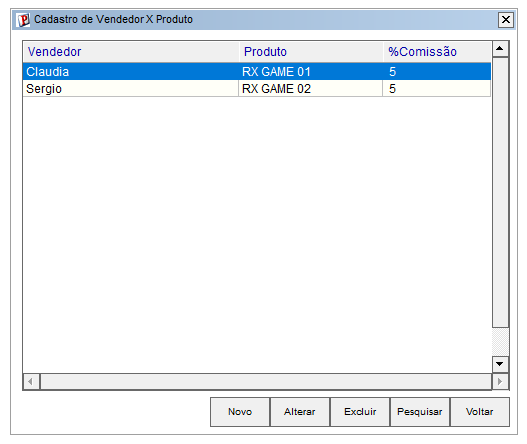 Cadastro de Vendedor X Produto
Vendedor Produto %Comissão
Claudia RX GAME 01 5
Sergio RX GAME 02 5
Novo Alterar Excluir Pesquisar Voltar